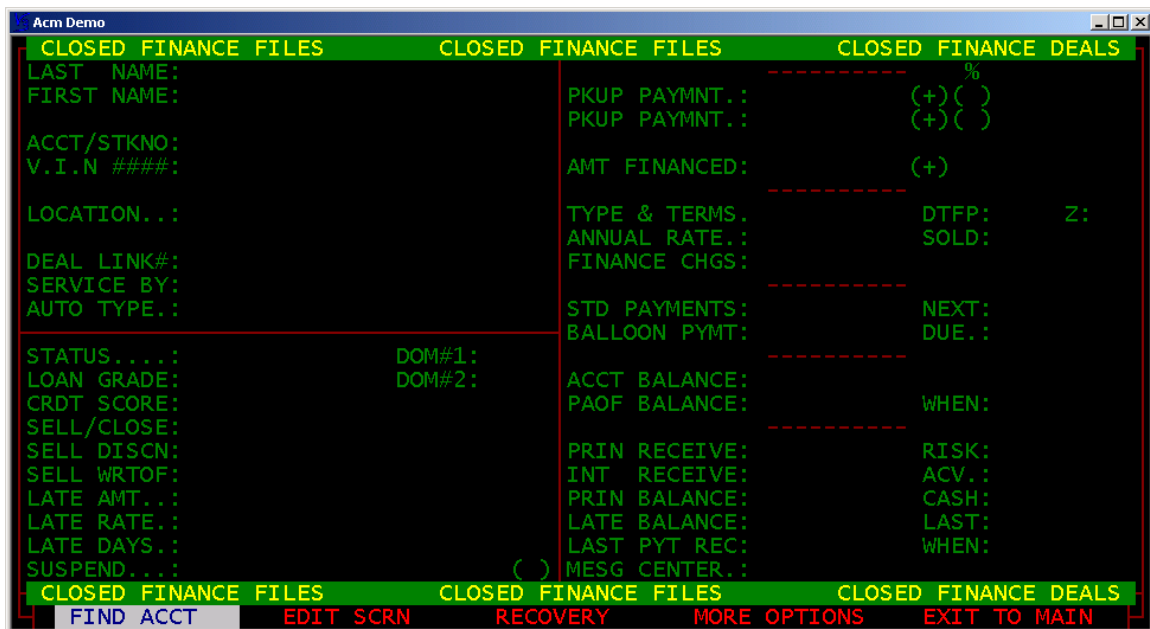 Acm Demo
CLOSED FINANCE FILES CLOSED FINANCE FILES CLOSED FINANCE DEALS
LAST NAME: ---------- %
FIRST NAME: PKUP PAYMNT.: (+)( )
PKUP PAYMNT.: (+)( )
ACCT/STKNO:
V.I.N ####: AMT FINANCED: (+)
----------
LOCATION..: TYPE & TERMS. DTFP: Z:
ANNUAL RATE.: SOLD:
DEAL LINK#: FINANCE CHGS:
SERVICE BY: ----------
AUTO TYPE.: STD PAYMENTS: NEXT:
BALLOON PYMT: DUE.:
STATUS....: DOM#1: ----------
LOAN GRADE: DOM#2: ACCT BALANCE:
CRDT SCORE: PAOF BALANCE: WHEN:
SELL/CLOSE: ----------
SELL DISCN: PRIN RECEIVE: RISK:
SELL WRTOF: INT RECEIVE: ACV.:
LATE AMT..: PRIN BALANCE: CASH:
LATE RATE.: LATE BALANCE: LAST:
LATE DAYS.: LAST PYT REC: WHEN:
SUSPEND...: ( ) MESG CENTER.:
CLOSED FINANCE FILES CLOSED FINANCE FILES CLOSED FINANCE DEALS
FIND ACCT EDIT SCRN RECOVERY MORE OPTIONS EXIT TO MAIN